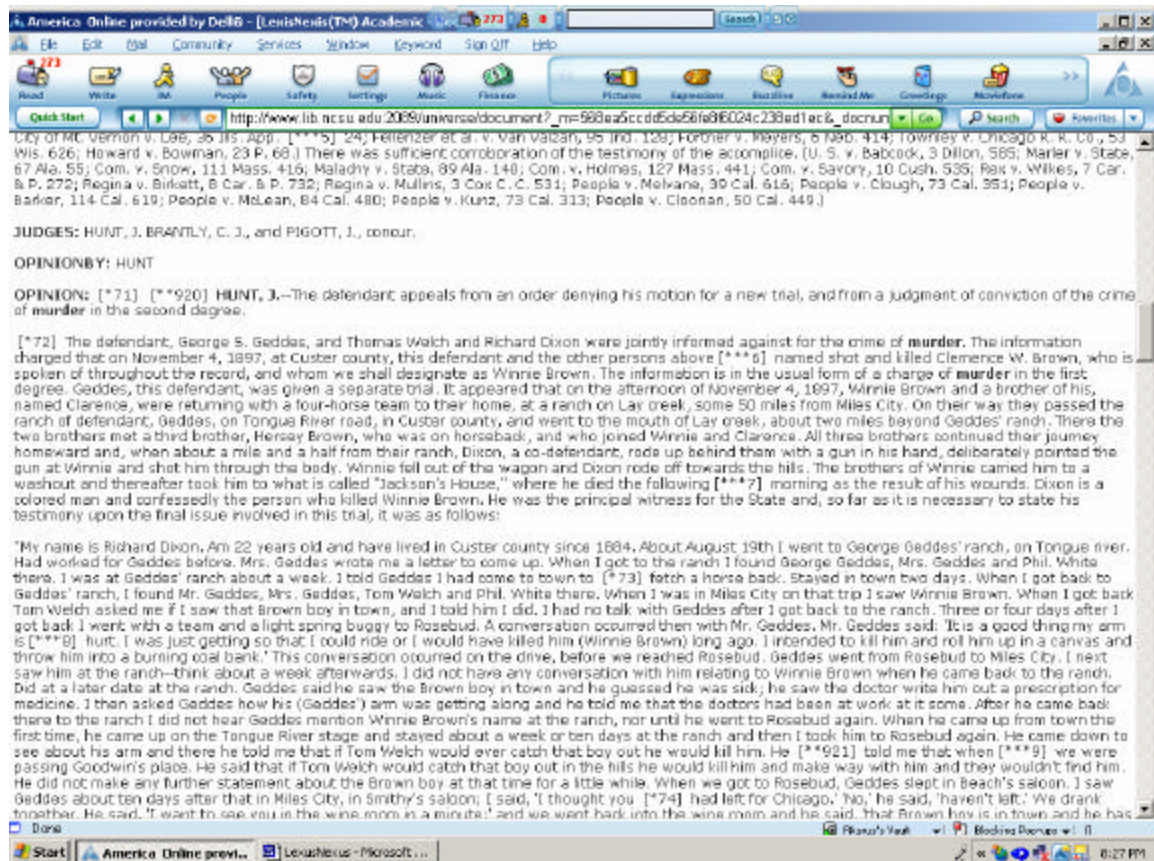 America Online provided by Dell® - [LexisNexis(TM) Academic - Doc
273
0
Search
File Edit Mail Community Services Window Keyword Sign Off Help
273
Read Write IM People Safety Settings Music Finance Pictures Expressions Buzzline Remind Me Greetings Moviefone >>
Quick Start http://www.lib.ncsu.edu:2089/universe/document?_m=568ea5ccdd5de56fe8f6024c238ed1ec&_docnum Go Search Favorites
City of Mt. Vernon v. Lee, 36 Ills. App. [***5] 24; Fellenzer et al. v. Van Valzah, 95 Ind. 128; Fortner v. Meyers, 6 Neb. 414; Townley v. Chicago R. R. Co., 53
Wis. 626; Howard v. Bowman, 23 P. 68.) There was sufficient corroboration of the testimony of the accomplice. (U. S. v. Babcock, 3 Dillon, 585; Marler v. State,
67 Ala. 55; Com. v. Snow, 111 Mass. 416; Malachy v. State, 89 Ala. 140; Com. v. Holmes, 127 Mass. 441; Com. v. Savory, 10 Cush. 535; Rex v. Wilkes, 7 Car.
& P. 272; Regina v. Birkett, 8 Car. & P. 732; Regina v. Mullins, 3 Cox C. C. 531; People v. Melvane, 39 Cal. 616; People v. Clough, 73 Cal. 351; People v.
Barker, 114 Cal. 619; People v. McLean, 84 Cal. 480; People v. Kunz, 73 Cal. 313; People v. Cloonan, 50 Cal. 449.)
JUDGES: HUNT, J. BRANTLY, C. J., and PIGOTT, J., concur.
OPINIONBY: HUNT
OPINION: [*71] [**920] HUNT, J.--The defendant appeals from an order denying his motion for a new trial, and from a judgment of conviction of the crime
of murder in the second degree.
[*72] The defendant, George S. Geddes, and Thomas Welch and Richard Dixon were jointly informed against for the crime of murder. The information
charged that on November 4, 1897, at Custer county, this defendant and the other persons above [***6] named shot and killed Clemence W. Brown, who is
spoken of throughout the record, and whom we shall designate as Winnie Brown. The information is in the usual form of a charge of murder in the first
degree. Geddes, this defendant, was given a separate trial. It appeared that on the afternoon of November 4, 1897, Winnie Brown and a brother of his,
named Clarence, were returning with a four-horse team to their home, at a ranch on Lay creek, some 50 miles from Miles City. On their way they passed the
ranch of defendant, Geddes, on Tongue River road, in Custer county, and went to the mouth of Lay creek, about two miles beyond Geddes' ranch. There the
two brothers met a third brother, Hersey Brown, who was on horseback, and who joined Winnie and Clarence. All three brothers continued their journey
homeward and, when about a mile and a half from their ranch, Dixon, a co-defendant, rode up behind them with a gun in his hand, deliberately pointed the
gun at Winnie and shot him through the body. Winnie fell out of the wagon and Dixon rode off towards the hills. The brothers of Winnie carried him to a
washout and thereafter took him to what is called "Jackson's House," where he died the following [***7] morning as the result of his wounds. Dixon is a
colored man and confessedly the person who killed Winnie Brown. He was the principal witness for the State and, so far as it is necessary to state his
testimony upon the final issue involved in this trial, it was as follows:
"My name is Richard Dixon. Am 22 years old and have lived in Custer county since 1884. About August 19th I went to George Geddes' ranch, on Tongue river.
Had worked for Geddes before. Mrs. Geddes wrote me a letter to come up. When I got to the ranch I found George Geddes, Mrs. Geddes and Phil. White
there. I was at Geddes' ranch about a week. I told Geddes I had come to town to [*73] fetch a horse back. Stayed in town two days. When I got back to
Geddes' ranch, I found Mr. Geddes, Mrs. Geddes, Tom Welch and Phil. White there. When I was in Miles City on that trip I saw Winnie Brown. When I got back
Tom Welch asked me if I saw that Brown boy in town, and I told him I did. I had no talk with Geddes after I got back to the ranch. Three or four days after I
got back I went with a team and a light spring buggy to Rosebud. A conversation occurred then with Mr. Geddes. Mr. Geddes said: 'It is a good thing my arm
is [***8] hurt. I was just getting so that I could ride or I would have killed him (Winnie Brown) long ago. I intended to kill him and roll him up in a canvas and
throw him into a burning coal bank.' This conversation occurred on the drive, before we reached Rosebud. Geddes went from Rosebud to Miles City. I next
saw him at the ranch--think about a week afterwards. I did not have any conversation with him relating to Winnie Brown when he came back to the ranch.
Did at a later date at the ranch. Geddes said he saw the Brown boy in town and he guessed he was sick; he saw the doctor write him out a prescription for
medicine. I then asked Geddes how his (Geddes') arm was getting along and he told me that the doctors had been at work at it some. After he came back
there to the ranch I did not hear Geddes mention Winnie Brown's name at the ranch, nor until he went to Rosebud again. When he came up from town the
first time, he came up on the Tongue River stage and stayed about a week or ten days at the ranch and then I took him to Rosebud again. He came down to
see about his arm and there he told me that if Tom Welch would ever catch that boy out he would kill him. He [**921] told me that when [***9] we were
passing Goodwin's place. He said that if Tom Welch would catch that boy out in the hills he would kill him and make way with him and they wouldn't find him.
He did not make any further statement about the Brown boy at that time for a little while. When we got to Rosebud, Geddes slept in Beach's saloon. I saw
Geddes about ten days after that in Miles City, in Smithy's saloon; I said, 'I thought you [*74] had left for Chicago.' 'No,' he said, 'haven't left.' We drank
together. He said, 'I want to see you in the wine room in a minute;' and we went back into the wine room and he said, 'That Brown boy is in town and he has
Done Vault Blocking Popups 0
Start America Online provi... LexusNexus - Microsoft ... 8:27 PM